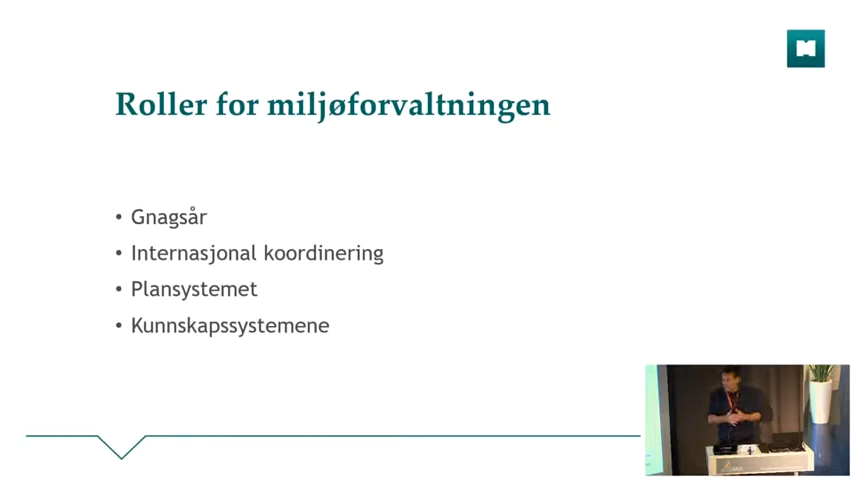 Roller for miljøforvaltningen
• Gnagsår
• Internasjonal koordinering
• Plansystemet
• Kunnskapssystemene